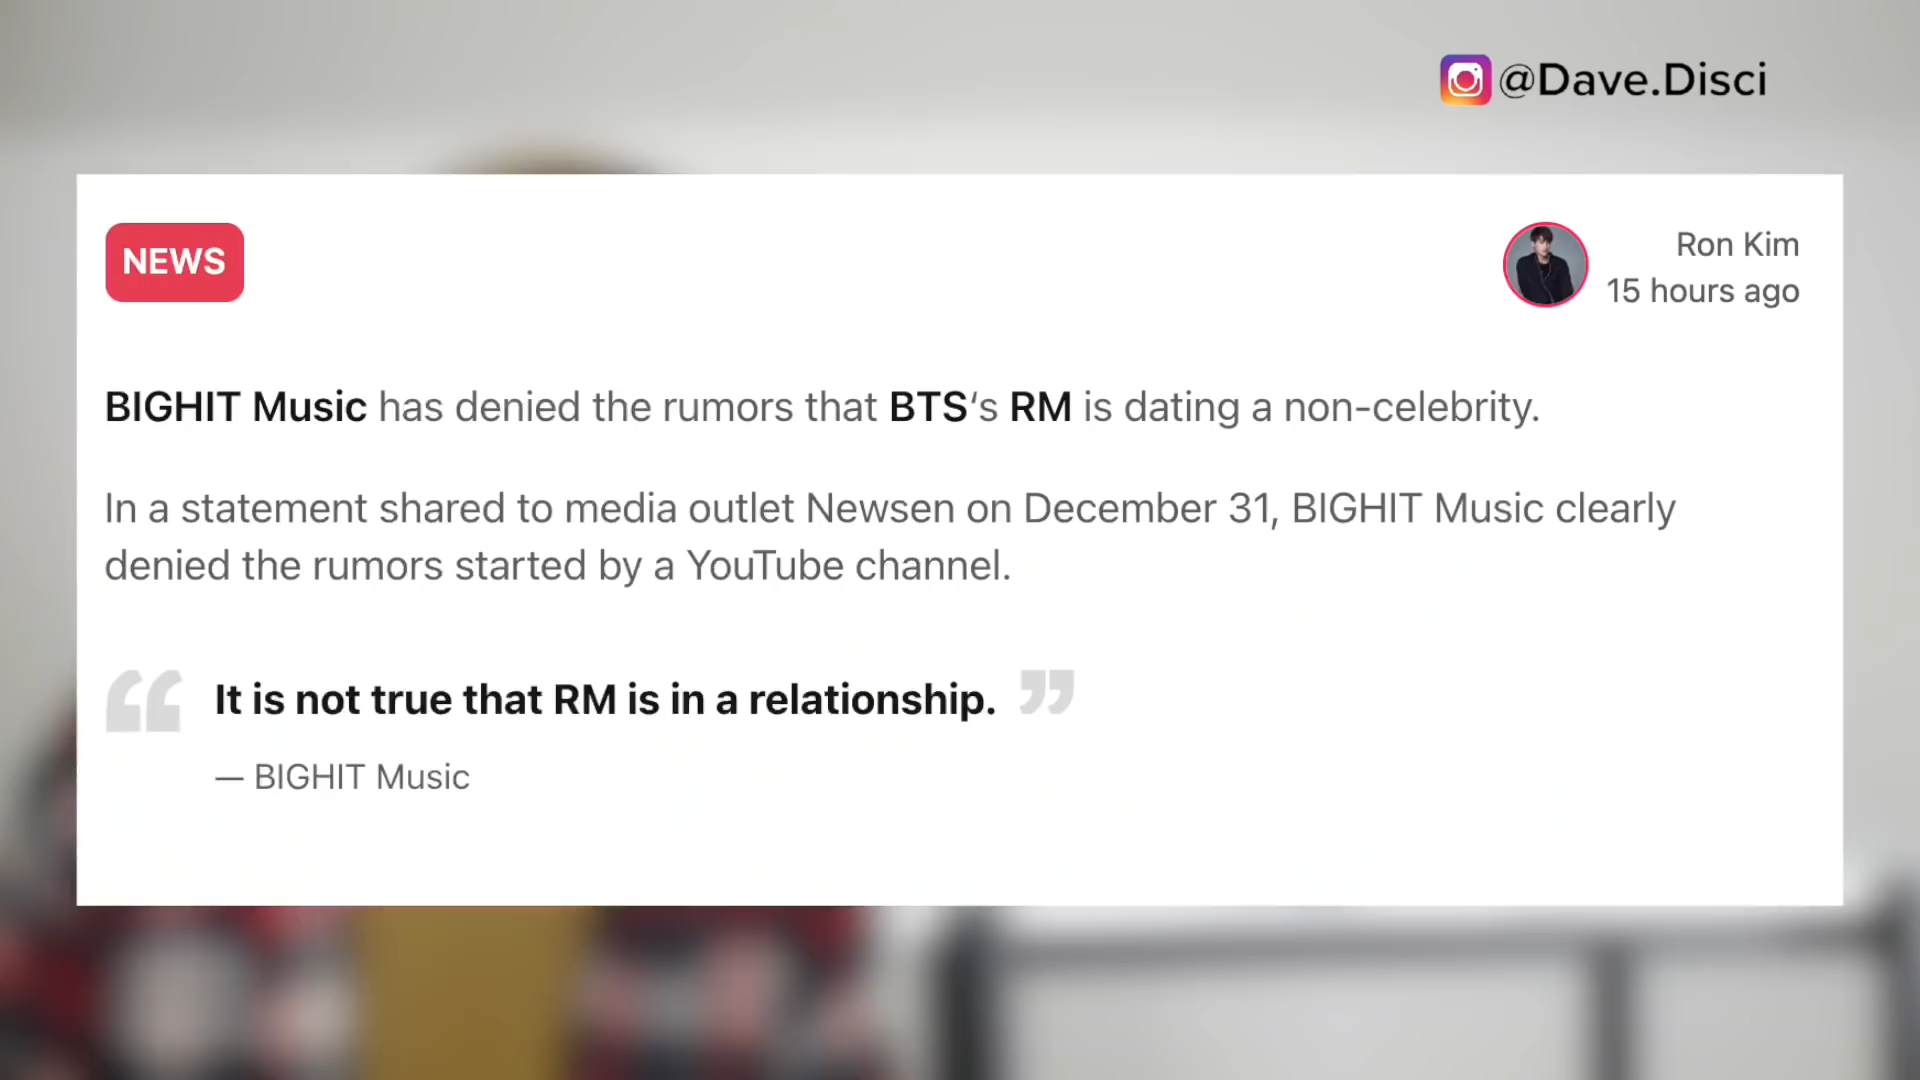 @Dave.Disci
NEWS
Ron Kim
15 hours ago
BIGHIT Music has denied the rumors that BTS‘s RM is dating a non-celebrity.
In a statement shared to media outlet Newsen on December 31, BIGHIT Music clearly
denied the rumors started by a YouTube channel.
“ It is not true that RM is in a relationship. ”
— BIGHIT Music